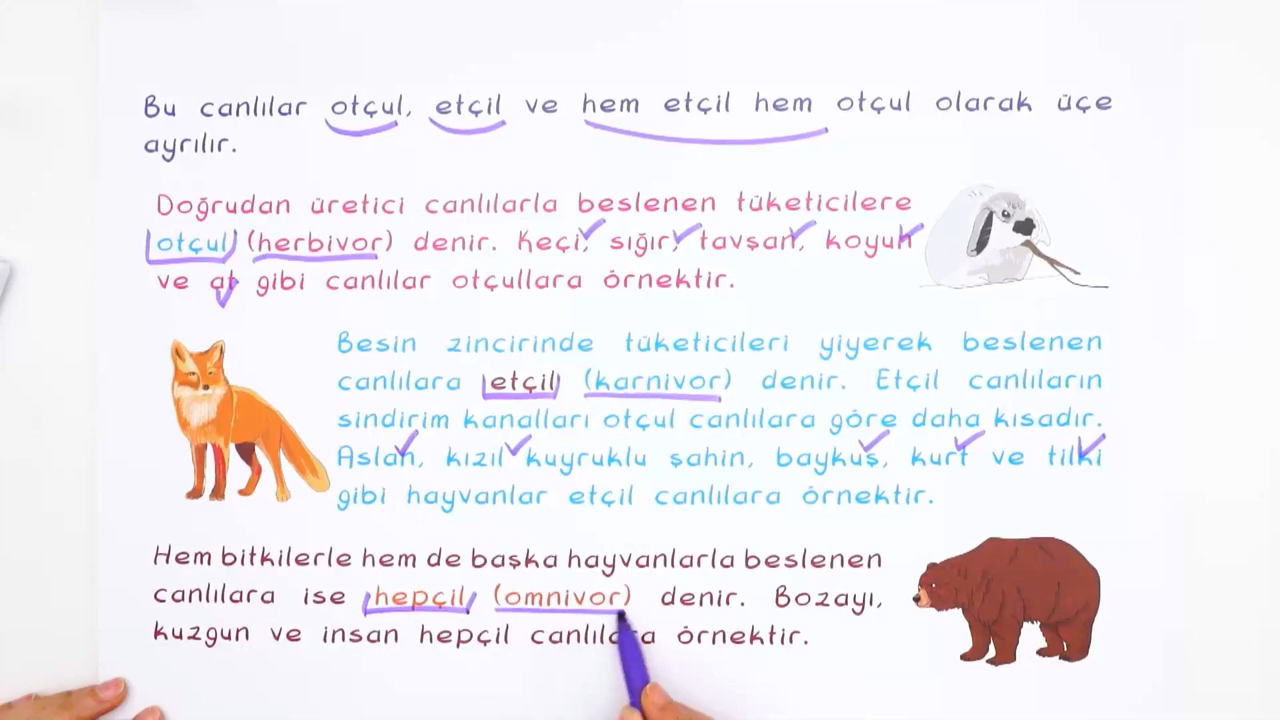 Bu canlılar otçul, etçil ve hem etçil hem otçul olarak üçe
ayrılır.
Doğrudan üretici canlılarla beslenen tüketicilere
otçul (herbivor) denir. Keçi, sığır, tavşan, koyun
ve at gibi canlılar otçullara örnektir.
Besin zincirinde tüketicileri yiyerek beslenen
canlılara etçil (karnivor) denir. Etçil canlıların
sindirim kanalları otçul canlılara göre daha kısadır.
Aslan, kızıl kuyruklu şahin, baykuş, kurt ve tilki
gibi hayvanlar etçil canlılara örnektir.
Hem bitkilerle hem de başka hayvanlarla beslenen
canlılara ise hepçil (omnivor) denir. Bozayı,
kuzgun ve insan hepçil canlılara örnektir.